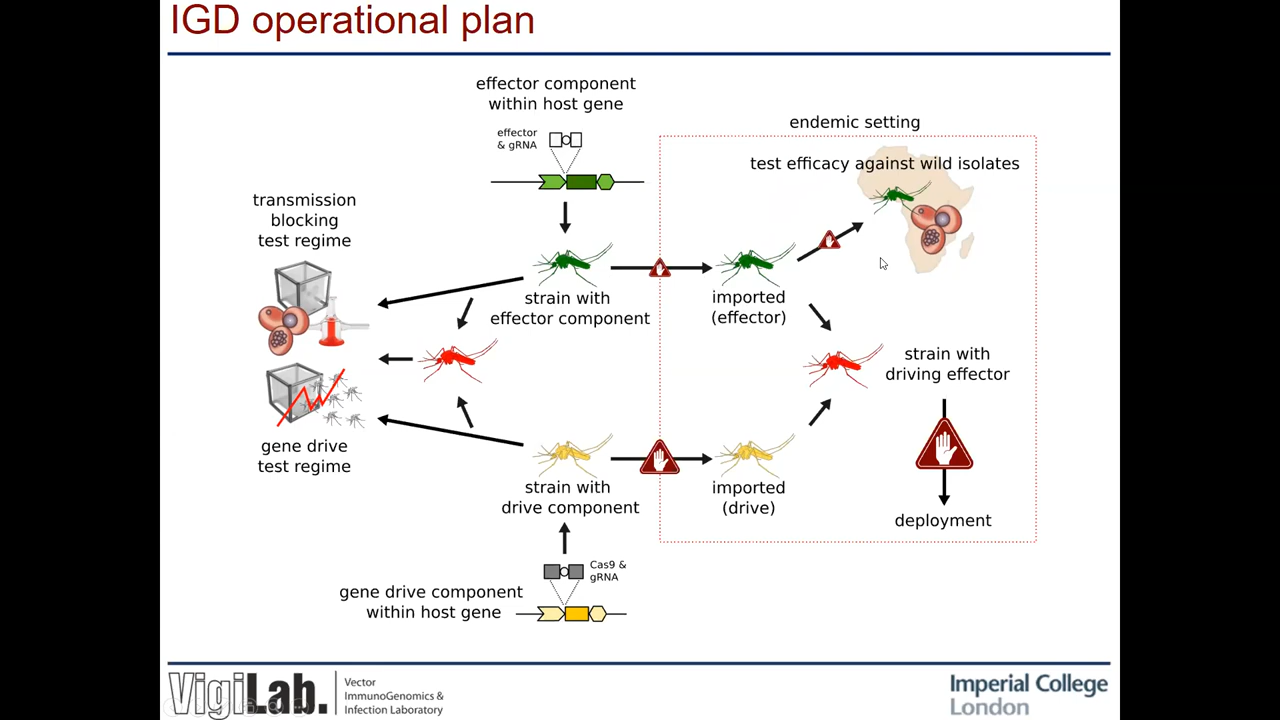 IGD operational plan
effector component
within host gene
effector
& gRNA
endemic setting
test efficacy against wild isolates
transmission
blocking
test regime
strain with
effector component
imported
(effector)
strain with
driving effector
gene drive
test regime
strain with
drive component
imported
(drive)
deployment
Cas9 &
gRNA
gene drive component
within host gene
VigiLab.
Vector
ImmunoGenomics &
Infection Laboratory
Imperial College
London